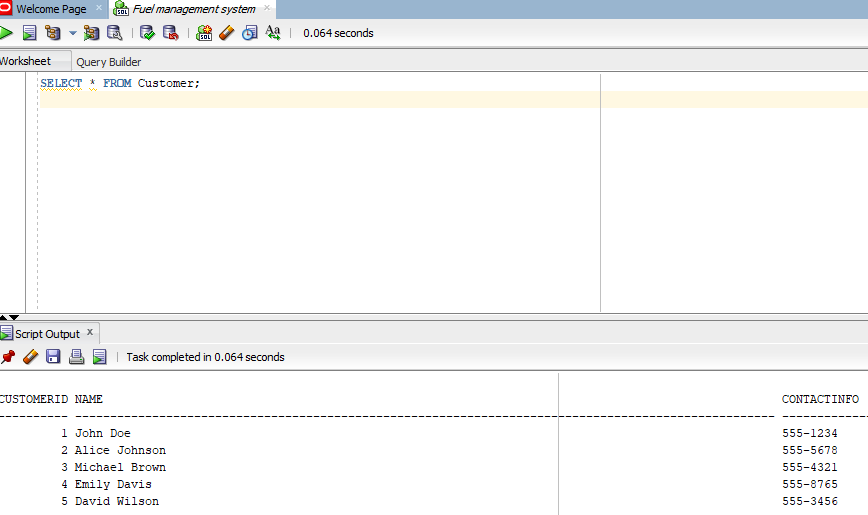 Welcome Page Fuel management system
0.064 seconds
Worksheet Query Builder
SELECT * FROM Customer;
Script Output x
Task completed in 0.064 seconds
CUSTOMERID NAME CONTACTINFO
1 John Doe 555-1234
2 Alice Johnson 555-5678
3 Michael Brown 555-4321
4 Emily Davis 555-8765
5 David Wilson 555-3456